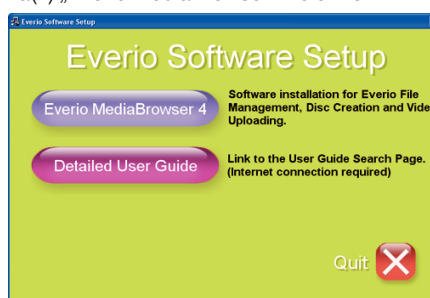 Everio Software Setup
Everio Software Setup
Everio MediaBrowser 4
Software installation for Everio File
Management, Disc Creation and Vide
Uploading.
Detailed User Guide
Link to the User Guide Search Page.
(Internet connection required)
Quit